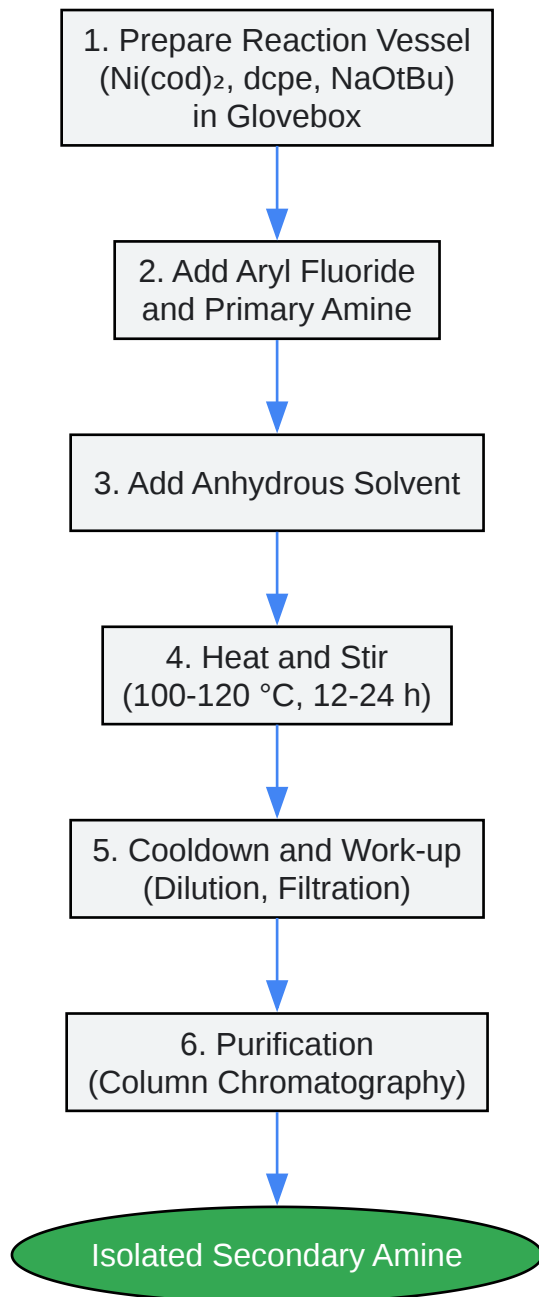 1. Prepare Reaction Vessel
(Ni(cod)₂, dcpe, NaOtBu)
in Glovebox
2. Add Aryl Fluoride
and Primary Amine
3. Add Anhydrous Solvent
4. Heat and Stir
(100-120 °C, 12-24 h)
5. Cooldown and Work-up
(Dilution, Filtration)
6. Purification
(Column Chromatography)
Isolated Secondary Amine